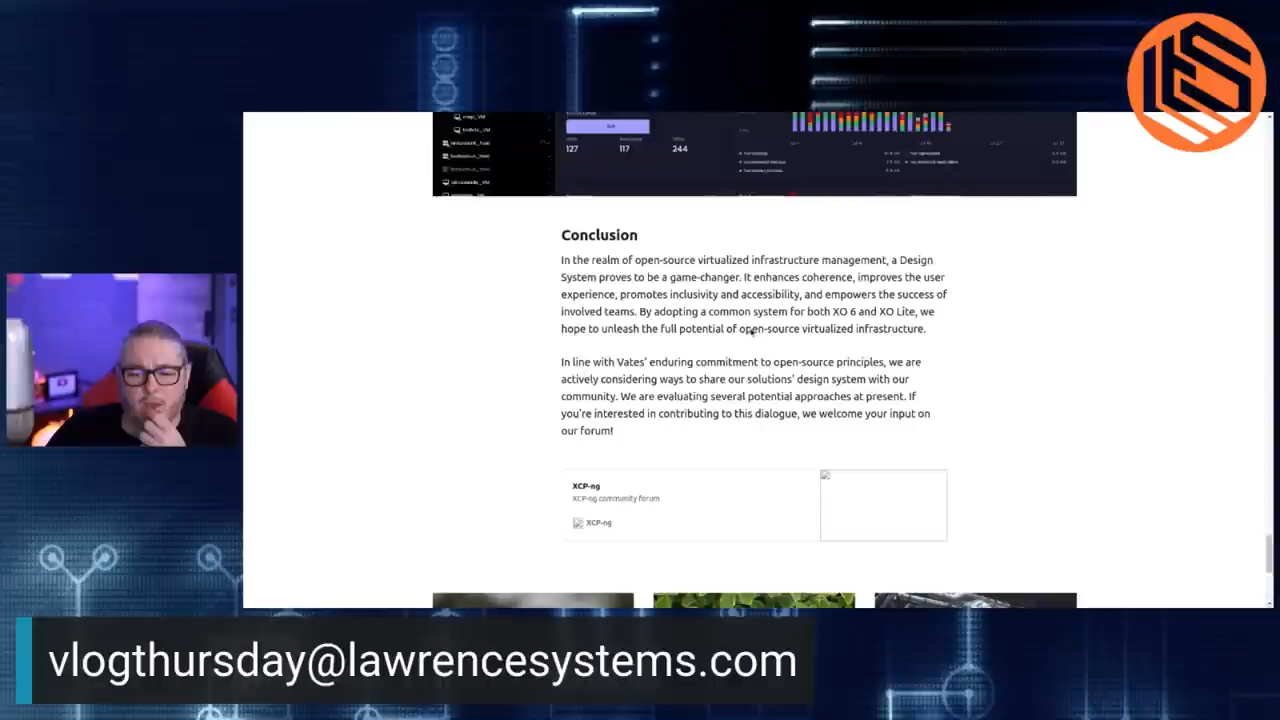 127
117
244
Conclusion
In the realm of open-source virtualized infrastructure management, a Design
System proves to be a game-changer. It enhances coherence, improves the user
experience, promotes inclusivity and accessibility, and empowers the success of
involved teams. By adopting a common system for both XO 6 and XO Lite, we
hope to unleash the full potential of open-source virtualized infrastructure.
In line with Vates' enduring commitment to open-source principles, we are
actively considering ways to share our solutions' design system with our
community. We are evaluating several potential approaches at present. If
you're interested in contributing to this dialogue, we welcome your input on
our forum!
XCP-ng
XCP-ng community forum
XCP-ng
vlogthursday@lawrencesystems.com